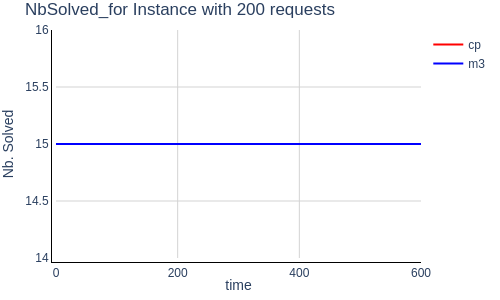 NbSolved_for Instance with 200 requests
16
15.5
15
14.5
14
Nb. Solved
0
200
400
600
time
cp
m3